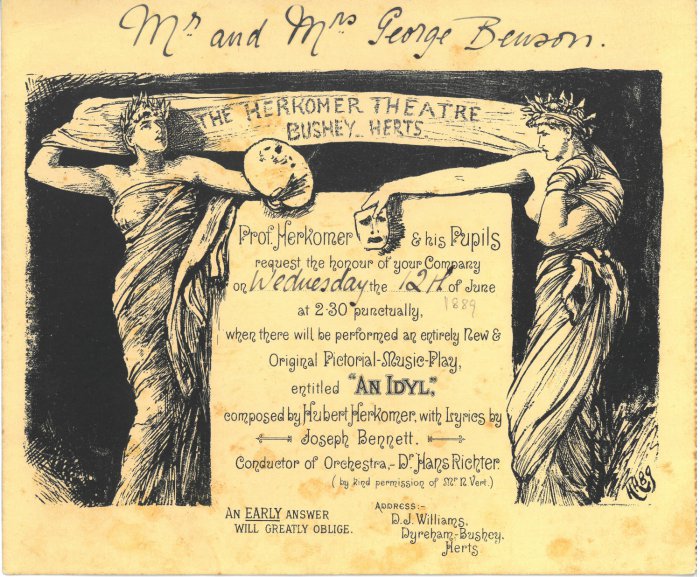 Mr and Mrs George Benson.
THE HERKOMER THEATRE
BUSHEY. HERTS
Prof. Herkomer & his Pupils
request the honour of your Company
on Wednesday the 12th of June
1889
at 2-30 punctually,
when there will be performed an entirely New &
Original Pictorial-Music-Play,
entitled "AN IDYL,"
composed by Hubert Herkomer, with Lyrics by
Joseph Bennett.
Conductor of Orchestra,- Dr Hans Richter.
(by kind permission of Mr N. Vert.)
AN EARLY ANSWER
WILL GREATLY OBLIGE.
ADDRESS:-
D.J. Williams,
Dyreham-Bushey.
Herts